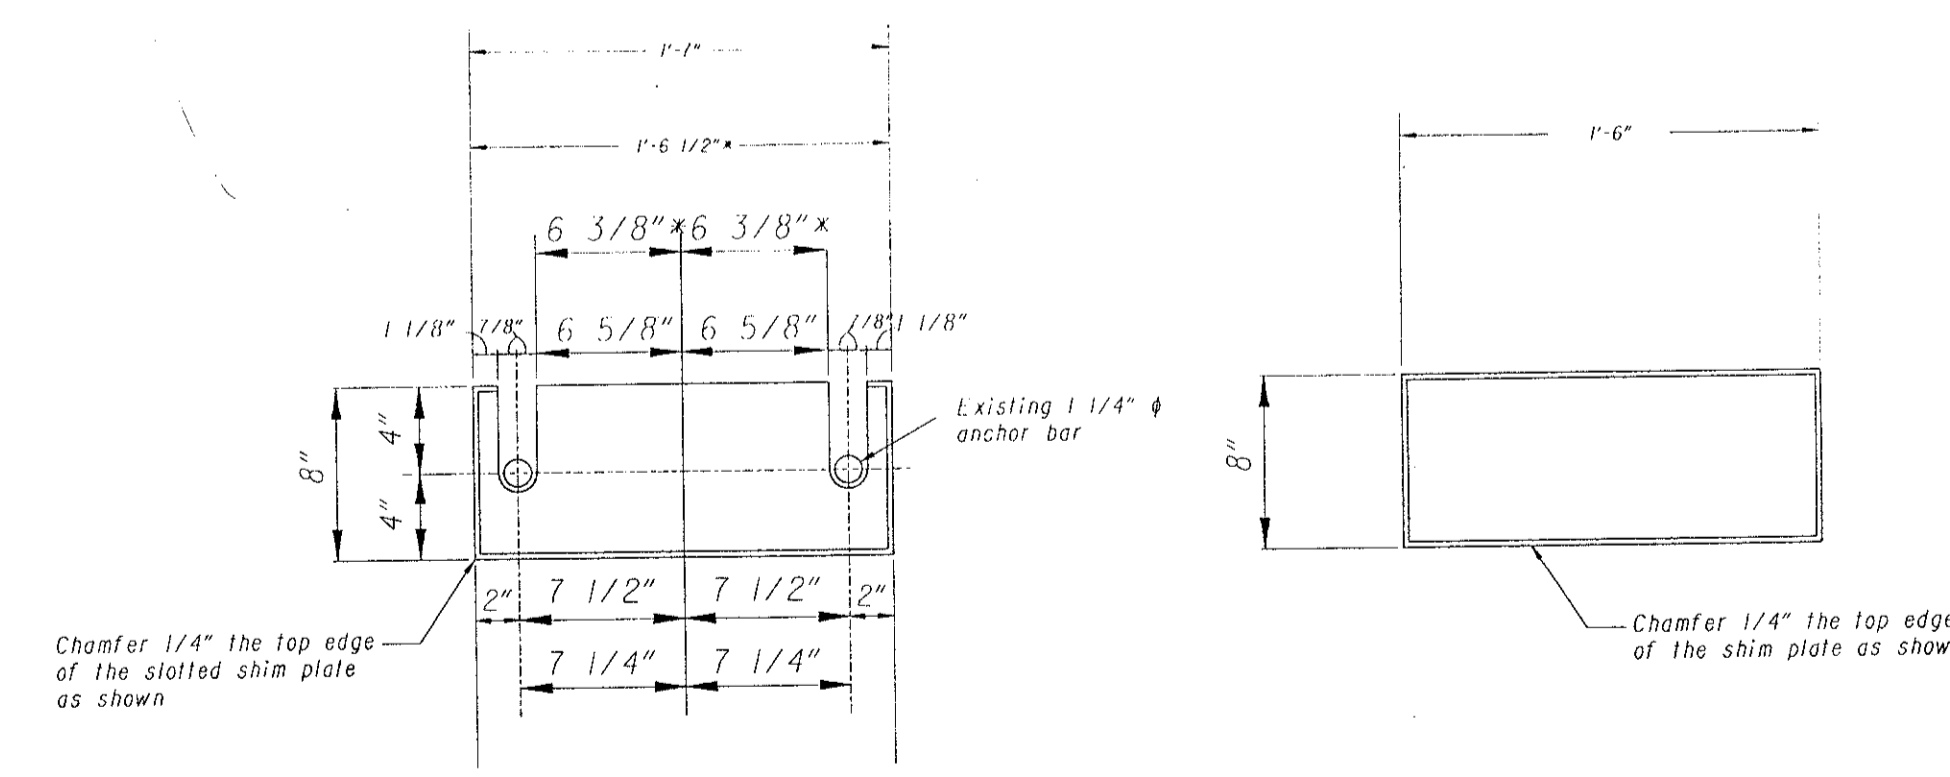 1'-1"
1'-6 1/2"*
1'-6"
6 3/8"* 6 3/8"*
1 1/8" 7/8" 6 5/8" 6 5/8" 7/8" 1 1/8"
Existing 1 1/4" ϕ
anchor bar
8"
4"
4"
8"
2" 7 1/2" 7 1/2" 2"
7 1/4" 7 1/4"
Chamfer 1/4" the top edge
of the slotted shim plate
as shown
Chamfer 1/4" the top edge
of the shim plate as show